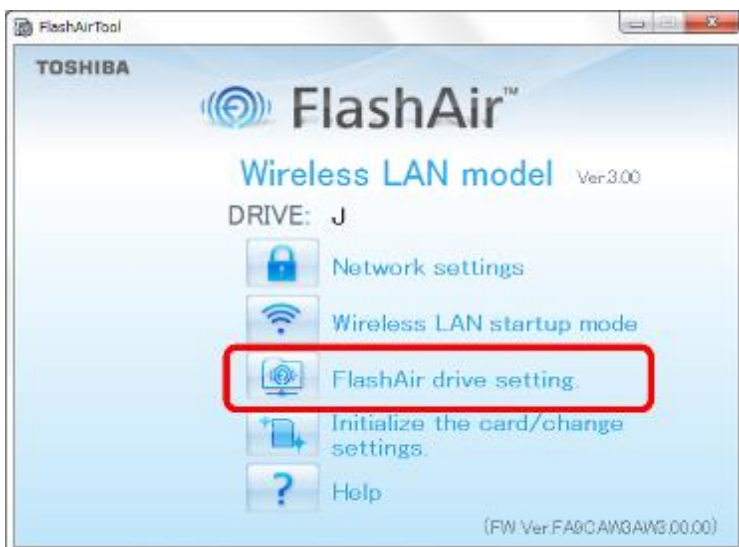 FlashAirTool
TOSHIBA
FlashAir™
Wireless LAN model Ver.3.00
DRIVE: J
Network settings
Wireless LAN startup mode
FlashAir drive setting.
Initialize the card/change
settings.
Help
(FW Ver.FA9CAW3AW3.00.00)